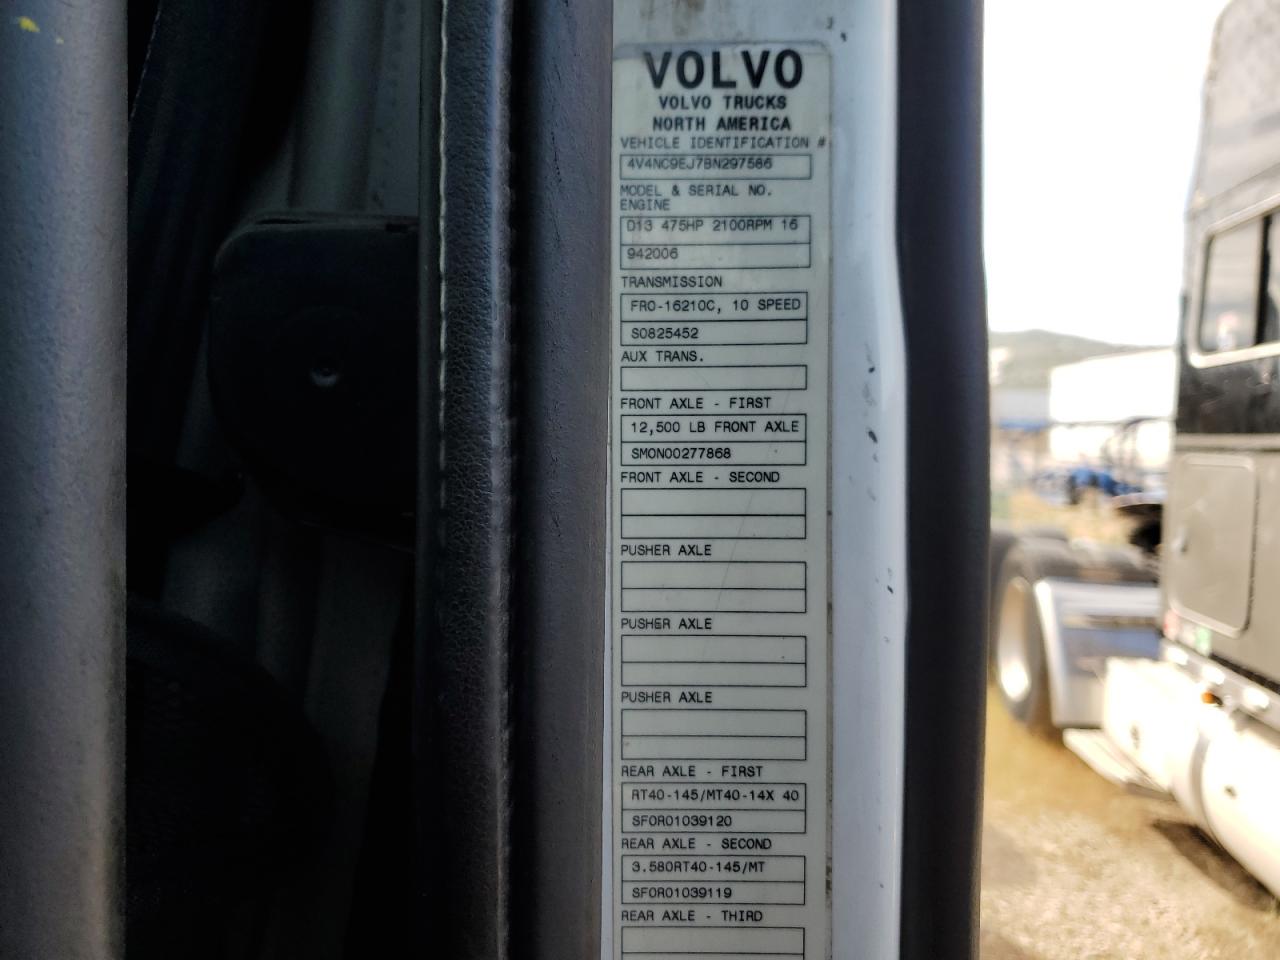 VOLVO
VOLVO TRUCKS
NORTH AMERICA
VEHICLE IDENTIFICATION #
4V4NC9EJ7BN297586
MODEL & SERIAL NO.
ENGINE
D13 475HP 2100RPM 16
942006
TRANSMISSION
FRO-16210C, 10 SPEED
S0825452
AUX TRANS.
FRONT AXLE - FIRST
12,500 LB FRONT AXLE
SMON00277868
FRONT AXLE - SECOND
PUSHER AXLE
PUSHER AXLE
PUSHER AXLE
REAR AXLE - FIRST
RT40-145/MT40-14X 40
SF0R01039120
REAR AXLE - SECOND
3.580RT40-145/MT
SF0R01039119
REAR AXLE - THIRD